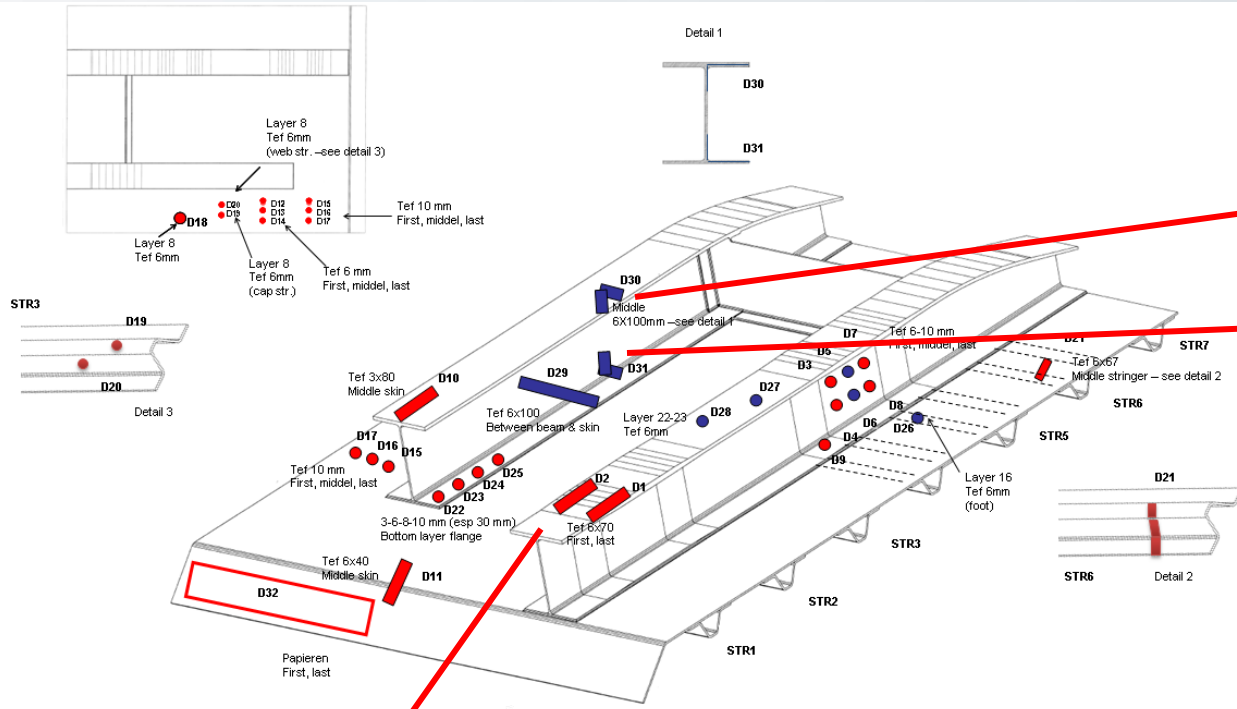 Detail 1
D30
D31
Layer 8
Tef 6mm
(web str. –see detail 3)
D20
D19
D12
D13
D14
D15
D16
D17
D18
Tef 10 mm
First, middel, last
Layer 8
Tef 6mm
Layer 8
Tef 6mm
(cap str.)
Tef 6 mm
First, middel, last
STR3
D19
D20
Detail 3
D30
Middle
6X100mm –see detail 1
D31
D29
Tef 6x100
Between beam & skin
Tef 3x80
Middle skin
D10
D17
D16
D15
Tef 10 mm
First, middel, last
D25
D24
D23
D22
3-6-8-10 mm (esp 30 mm)
Bottom layer flange
D7
D5
D3
Tef 6-10 mm
First, middel, last
D27
D28
Layer 22-23
Tef 6mm
D8
D6
D4
D9
D26
Layer 16
Tef 6mm
(foot)
D21
Tef 6x67
Middle stringer – see detail 2
STR7
STR6
STR5
STR3
STR2
STR1
D2
D1
Tef 6x70
First, last
Tef 6x40
Middle skin
D11
D32
Papieren
First, last
D21
STR6
Detail 2